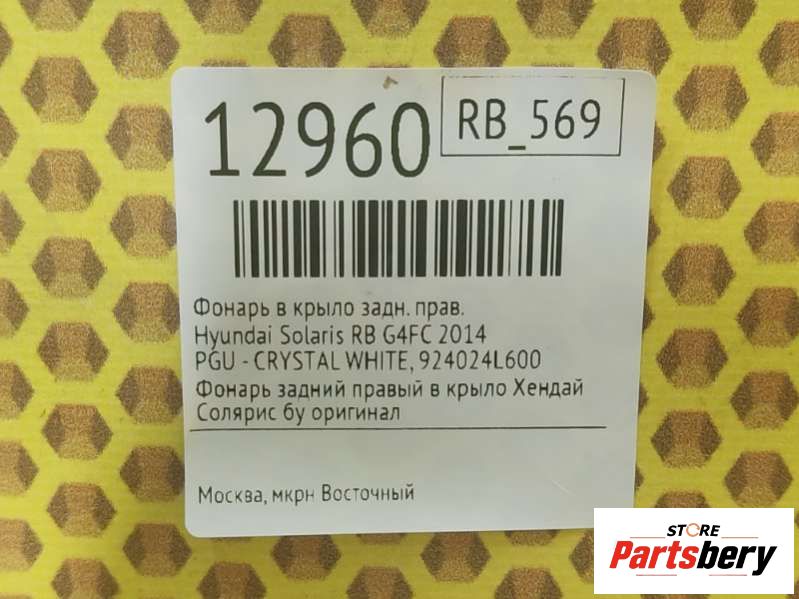 12960
RB_569
Фонарь в крыло задн. прав.
Hyundai Solaris RB G4FC 2014
PGU - CRYSTAL WHITE, 924024L600
Фонарь задний правый в крыло Хендай
Солярис бу оригинал
Москва, мкрн Восточный
STORE
Partsbery